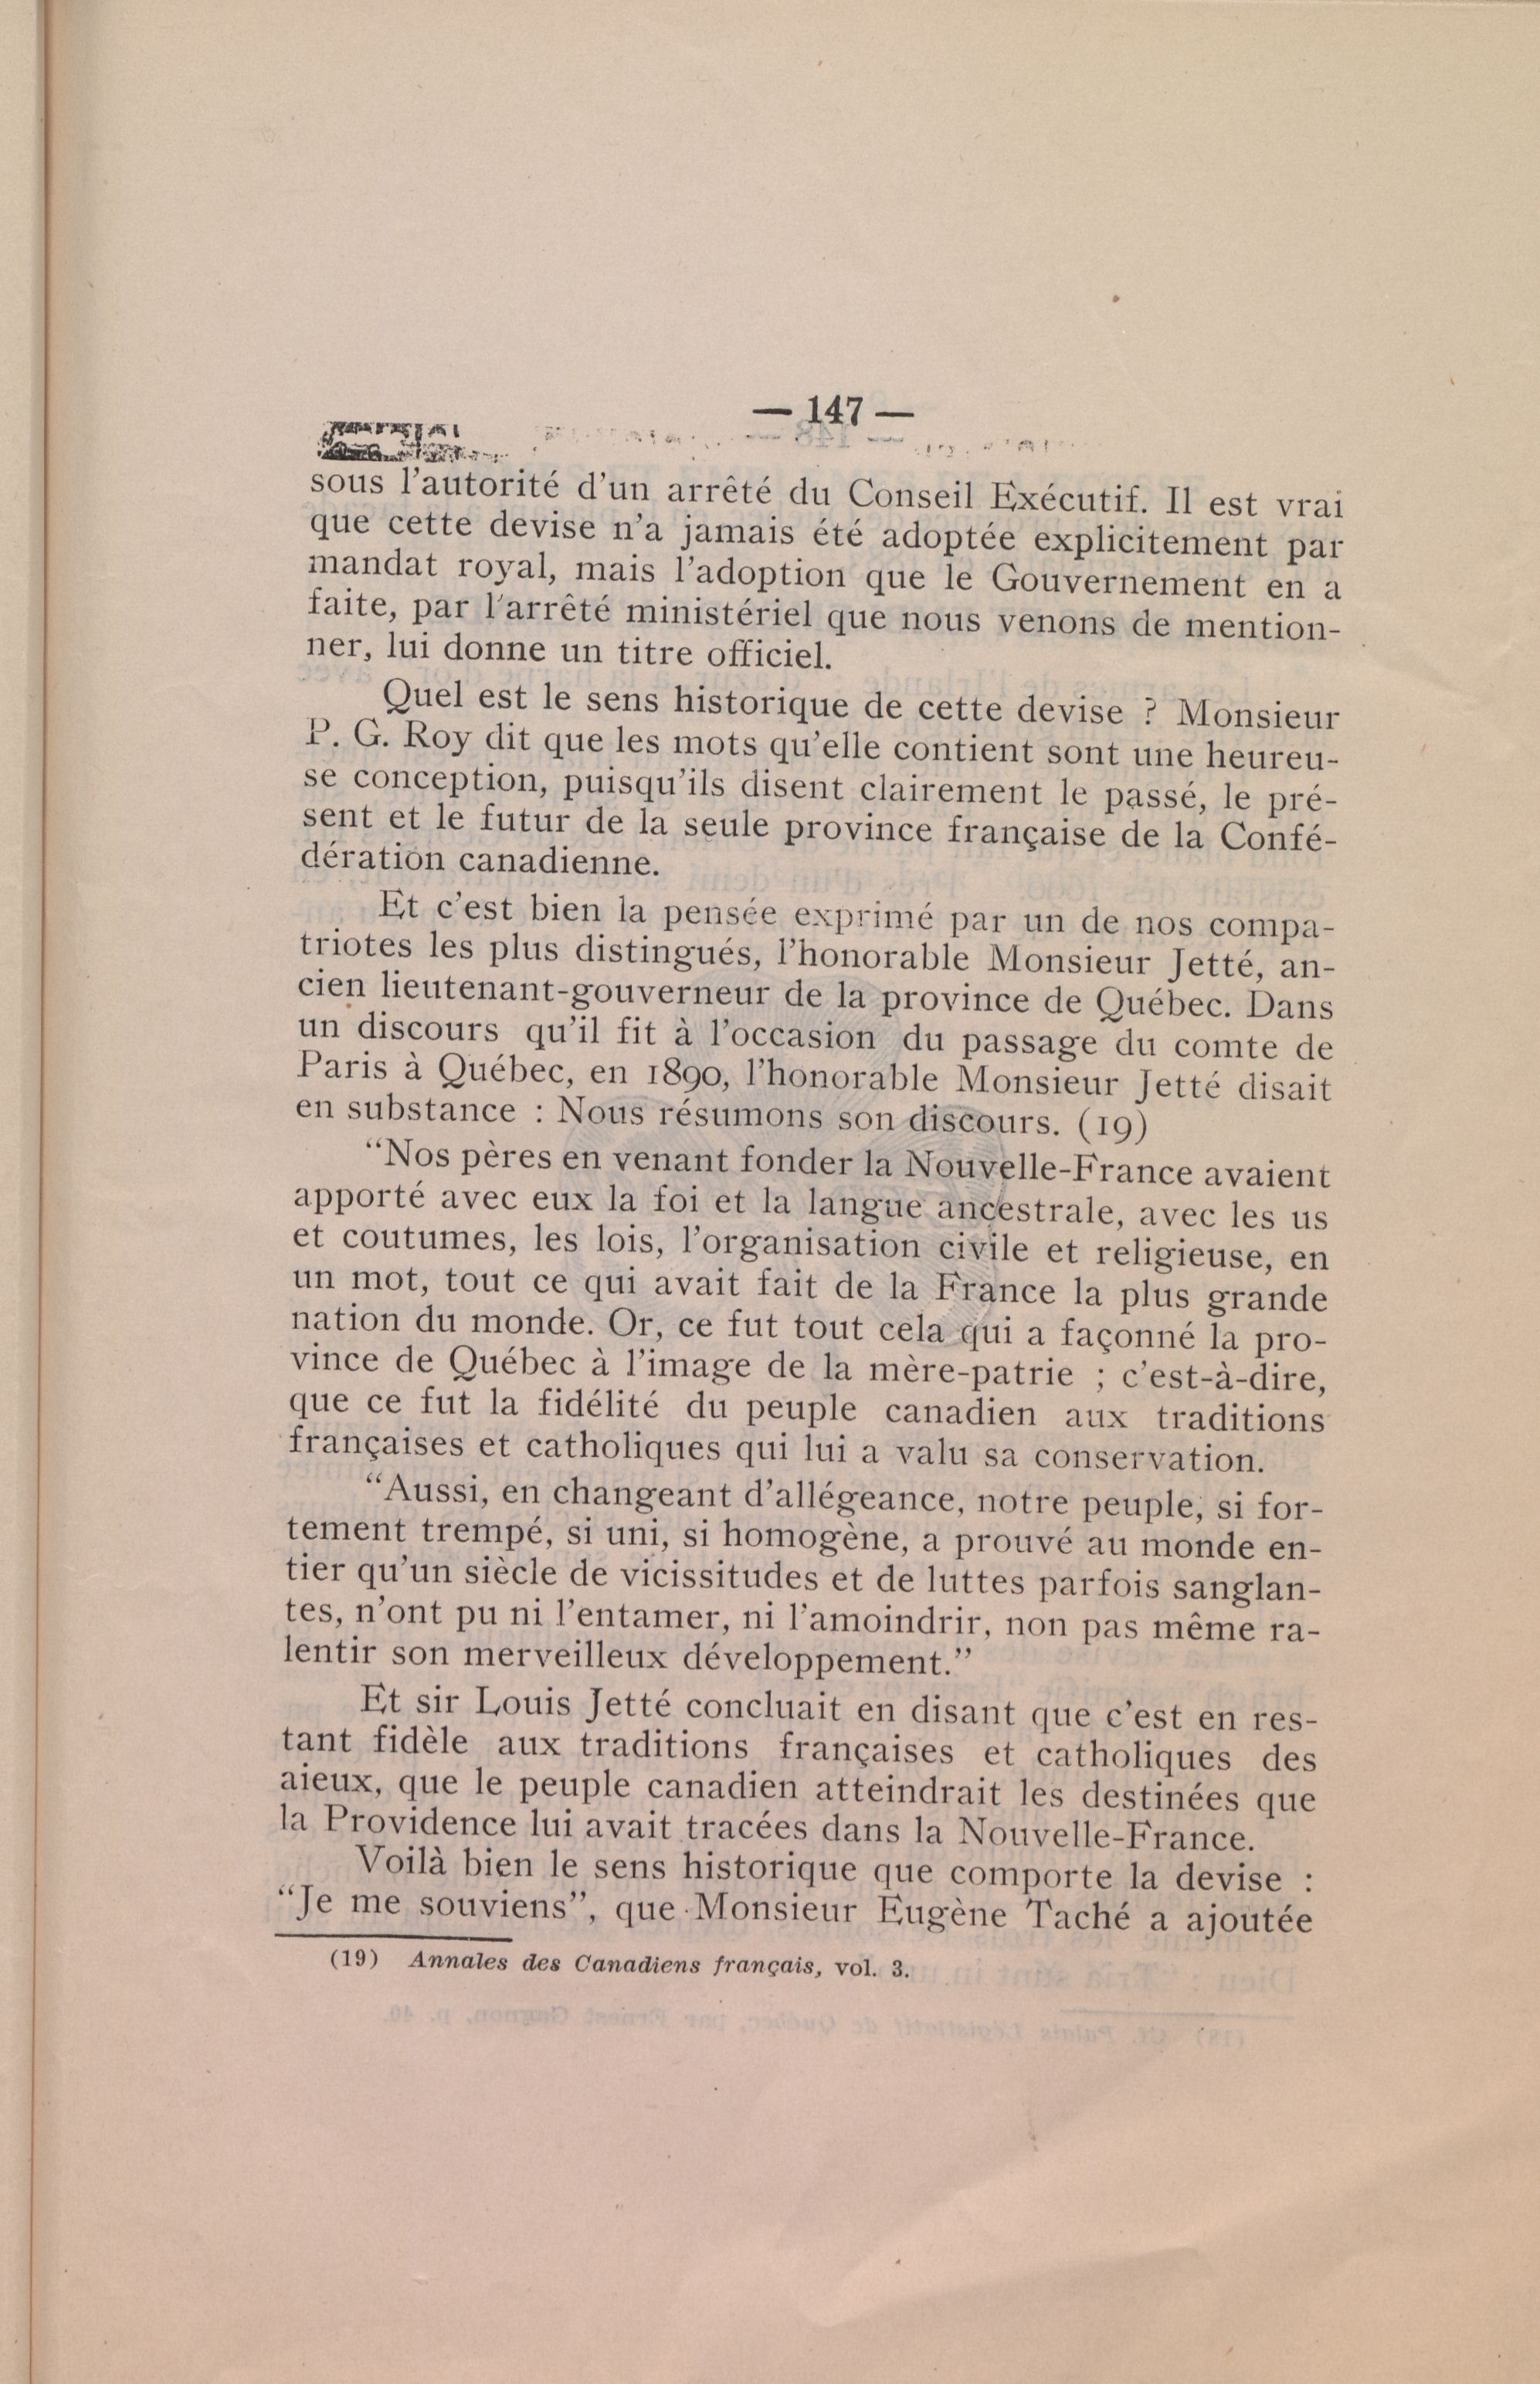 — 147 —
sous l'autorité d'un arrêté du Conseil Exécutif. Il est vrai
que cette devise n'a jamais été adoptée explicitement par
mandat royal, mais l'adoption que le Gouvernement en a
faite, par l'arrêté ministériel que nous venons de mention-
ner, lui donne un titre officiel.
Quel est le sens historique de cette devise ? Monsieur
P. G. Roy dit que les mots qu'elle contient sont une heureu-
se conception, puisqu'ils disent clairement le passé, le pré-
sent et le futur de la seule province française de la Confé-
dération canadienne.
Et c'est bien la pensée exprimé par un de nos compa-
triotes les plus distingués, l'honorable Monsieur Jetté, an-
cien lieutenant-gouverneur de la province de Québec. Dans
un discours qu'il fit à l'occasion du passage du comte de
Paris à Québec, en 1890, l'honorable Monsieur Jetté disait
en substance : Nous résumons son discours. (19)
“Nos pères en venant fonder la Nouvelle-France avaient
apporté avec eux la foi et la langue ancestrale, avec les us
et coutumes, les lois, l'organisation civile et religieuse, en
un mot, tout ce qui avait fait de la France la plus grande
nation du monde. Or, ce fut tout cela qui a façonné la pro-
vince de Québec à l'image de la mère-patrie ; c'est-à-dire,
que ce fut la fidélité du peuple canadien aux traditions
françaises et catholiques qui lui a valu sa conservation.
“Aussi, en changeant d'allégeance, notre peuple, si for-
tement trempé, si uni, si homogène, a prouvé au monde en-
tier qu'un siècle de vicissitudes et de luttes parfois sanglan-
tes, n'ont pu ni l'entamer, ni l'amoindrir, non pas même ra-
lentir son merveilleux développement.”
Et sir Louis Jetté concluait en disant que c'est en res-
tant fidèle aux traditions françaises et catholiques des
aieux, que le peuple canadien atteindrait les destinées que
la Providence lui avait tracées dans la Nouvelle-France.
Voilà bien le sens historique que comporte la devise :
“Je me souviens”, que Monsieur Eugène Taché a ajoutée
(19) Annales des Canadiens français, vol. 3.